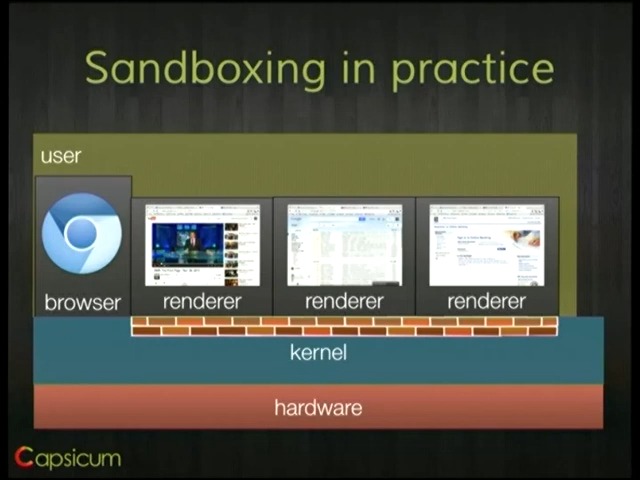 Sandboxing in practice
user
browser
renderer
renderer
renderer
kernel
hardware
Capsicum